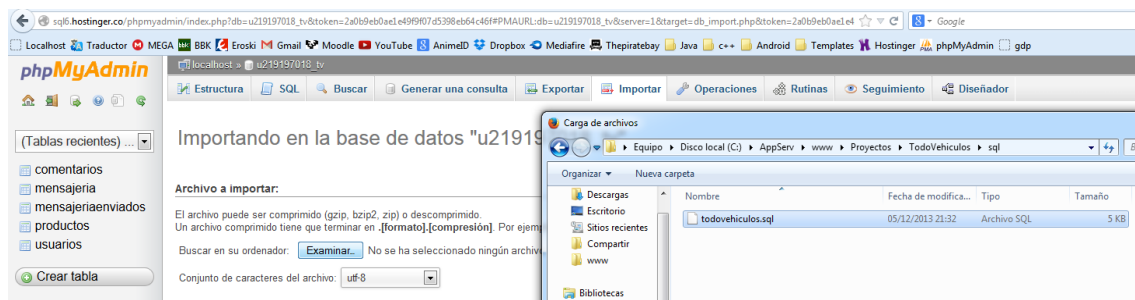 sql6.hostinger.co/phpmyadmin/index.php?db=u219197018_tv&token=2a0b9eb0ae1e49f9f07d5398eb64c46f#PMAURL:db=u219197018_tv&server=1&target=db_import.php&token=2a0b9eb0ae1e4
Google
Localhost Traductor MEGA BBK Eroski Gmail Moodle YouTube AnimeID Dropbox Mediafire Thepiratebay Java c++ Android Templates Hostinger phpMyAdmin gdp
phpMyAdmin
localhost » u219197018_tv
Estructura SQL Buscar Generar una consulta Exportar Importar Operaciones Rutinas Seguimiento Diseñador
(Tablas recientes) ...
comentarios
mensajeria
mensajeriaenviados
productos
usuarios
Crear tabla
Importando en la base de datos "u21919
Archivo a importar:
El archivo puede ser comprimido (gzip, bzip2, zip) o descomprimido.
Un archivo comprimido tiene que terminar en .[formato].[compresión]. Por ejem
Buscar en su ordenador: Examinar... No se ha seleccionado ningún archiv
Conjunto de caracteres del archivo: utf-8
Carga de archivos
Equipo Disco local (C:) AppServ www Proyectos TodoVehiculos sql
Organizar Nueva carpeta
Descargas
Escritorio
Sitios recientes
Compartir
www
Bibliotecas
Nombre Fecha de modifica... Tipo Tamaño
todovehiculos.sql 05/12/2013 21:32 Archivo SQL 5 KB